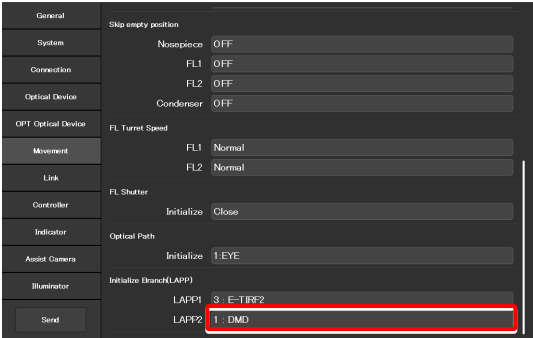 General
System
Connection
Optical Device
OPT Optical Device
Movement
Link
Controller
Indicator
Assist Camera
Illuminator
Send
Skip empty position
Nosepiece OFF
FL1 OFF
FL2 OFF
Condenser OFF
FL Turret Speed
FL1 Normal
FL2 Normal
FL Shutter
Initialize Close
Optical Path
Initialize 1:EYE
Initialize Branch(LAPP)
LAPP1 3 : E-TIRF2
LAPP2 1 : DMD